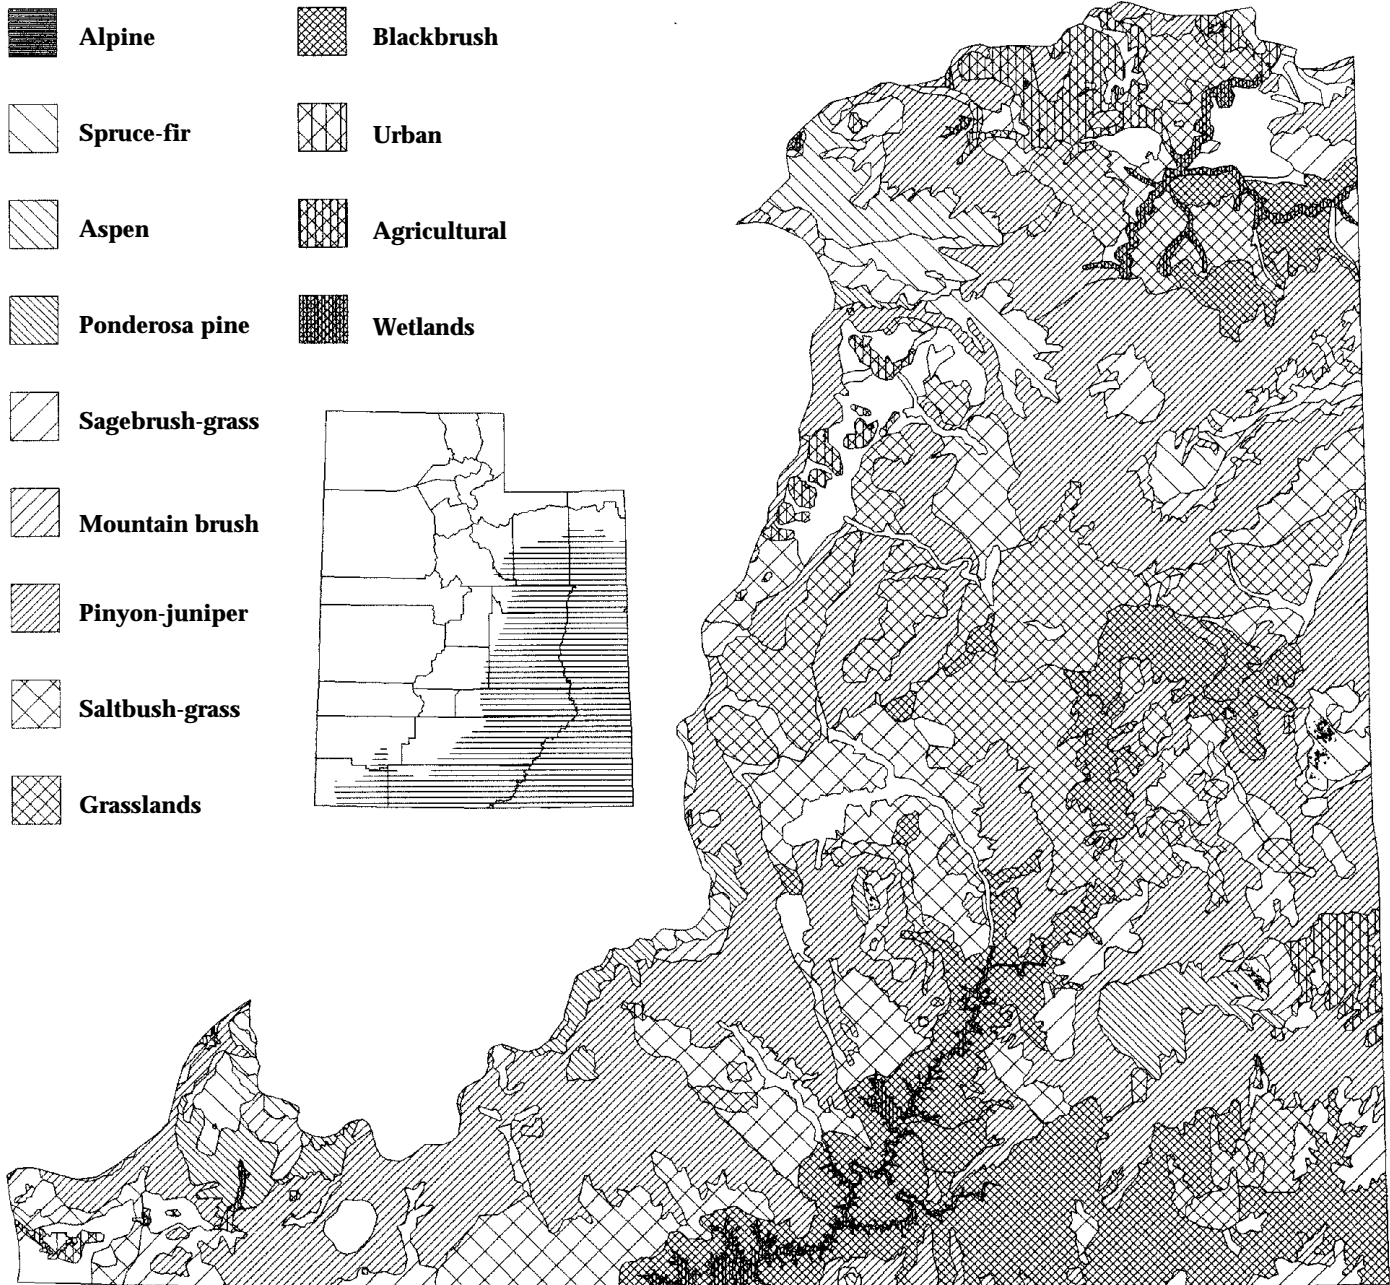 Alpine
Spruce-fir
Aspen
Ponderosa pine
Sagebrush-grass
Mountain brush
Pinyon-juniper
Saltbush-grass
Grasslands
Blackbrush
Urban
Agricultural
Wetlands